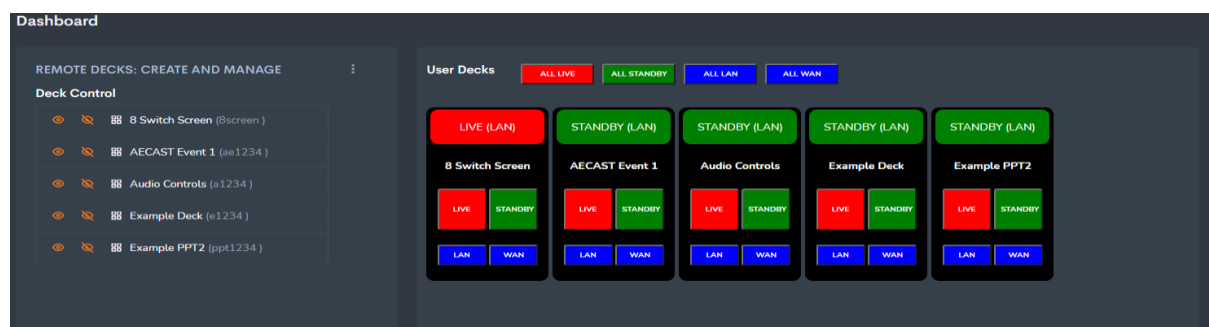 Dashboard
REMOTE DECKS: CREATE AND MANAGE
Deck Control
8 Switch Screen (8screen )
AECAST Event 1 (ae1234 )
Audio Controls (a1234 )
Example Deck (e1234 )
Example PPT2 (ppt1234 )
User Decks ALL LIVE ALL STANDBY ALL LAN ALL WAN
LIVE (LAN) STANDBY (LAN) STANDBY (LAN) STANDBY (LAN) STANDBY (LAN)
8 Switch Screen AECAST Event 1 Audio Controls Example Deck Example PPT2
LIVE STANDBY LIVE STANDBY LIVE STANDBY LIVE STANDBY LIVE STANDBY
LAN WAN LAN WAN LAN WAN LAN WAN LAN WAN